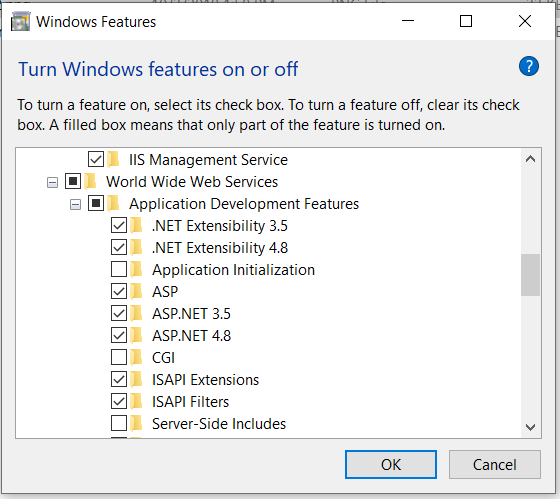 Windows Features
Turn Windows features on or off
?
To turn a feature on, select its check box. To turn a feature off, clear its check
box. A filled box means that only part of the feature is turned on.
IIS Management Service
World Wide Web Services
Application Development Features
.NET Extensibility 3.5
.NET Extensibility 4.8
Application Initialization
ASP
ASP.NET 3.5
ASP.NET 4.8
CGI
ISAPI Extensions
ISAPI Filters
Server-Side Includes
OK
Cancel